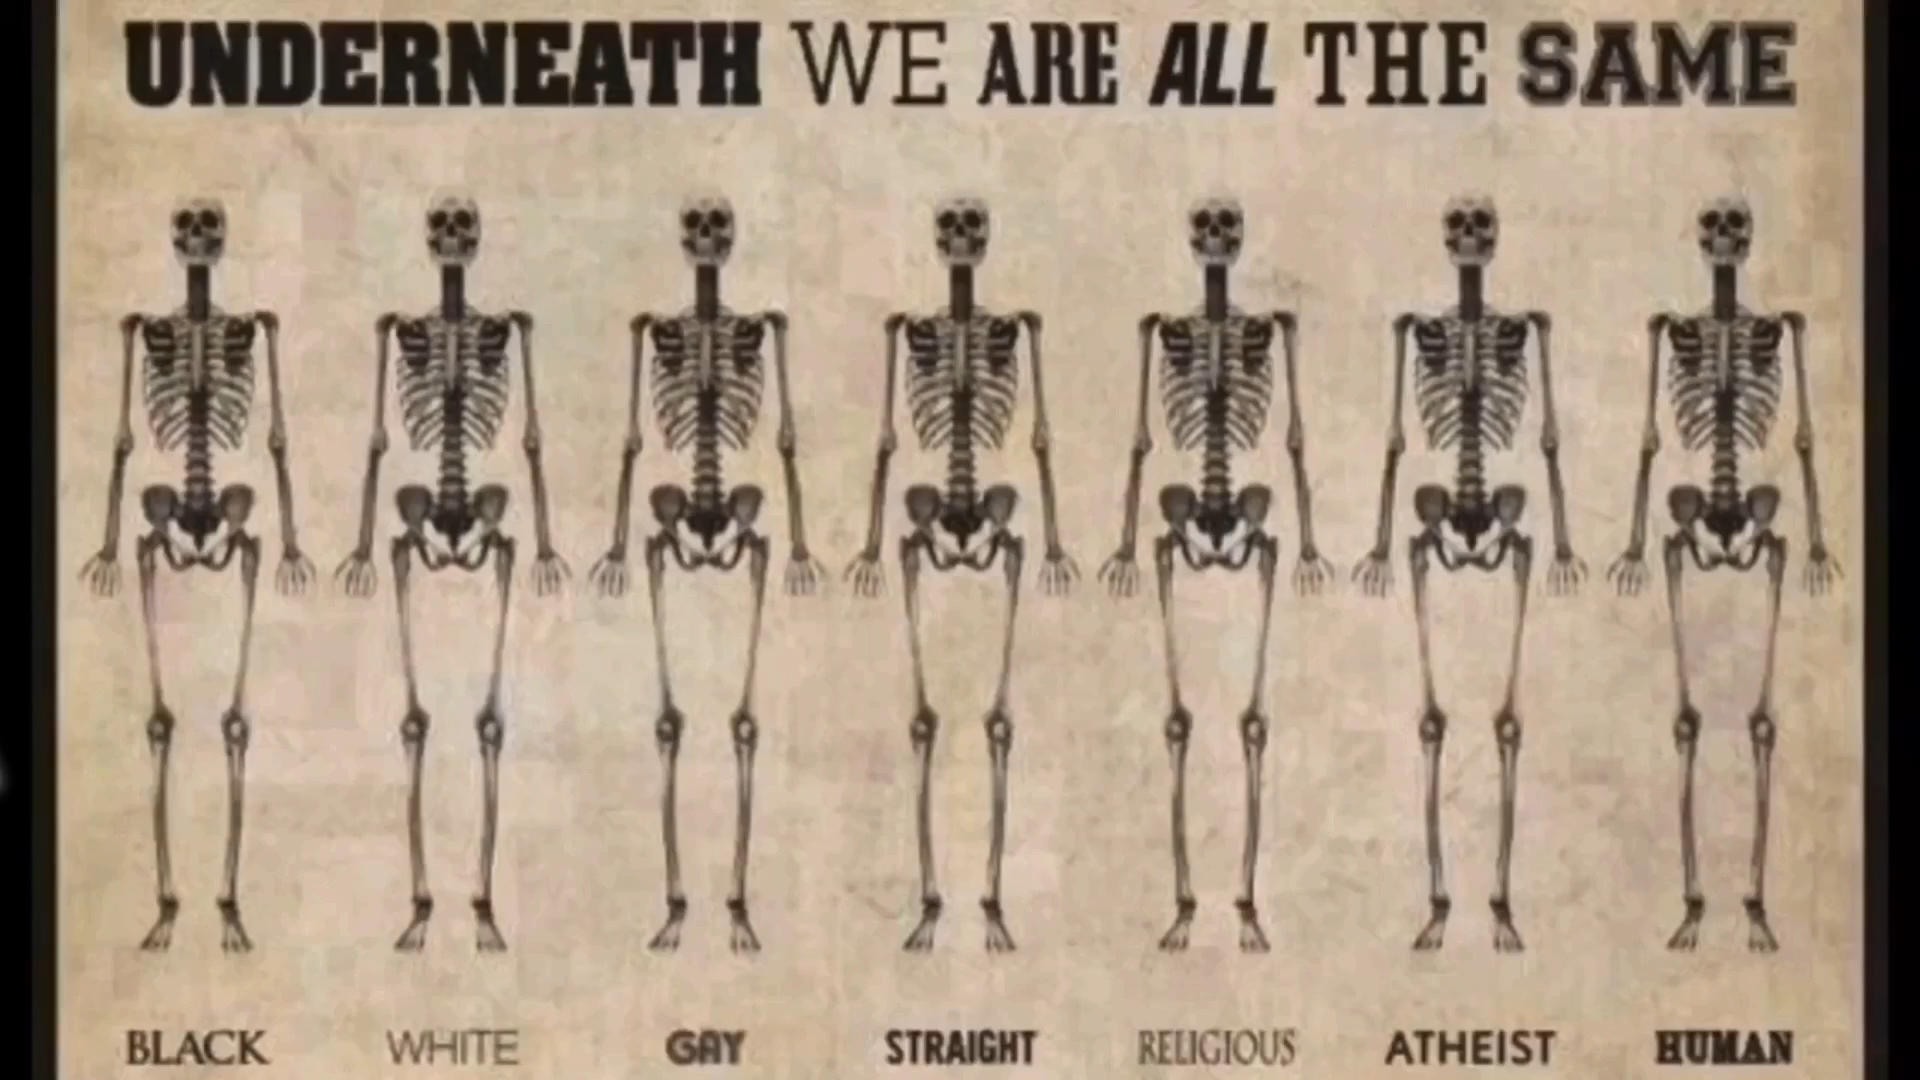 UNDERNEATH WE ARE ALL THE SAME
BLACK WHITE GAY STRAIGHT RELIGIOUS ATHEIST HUMAN